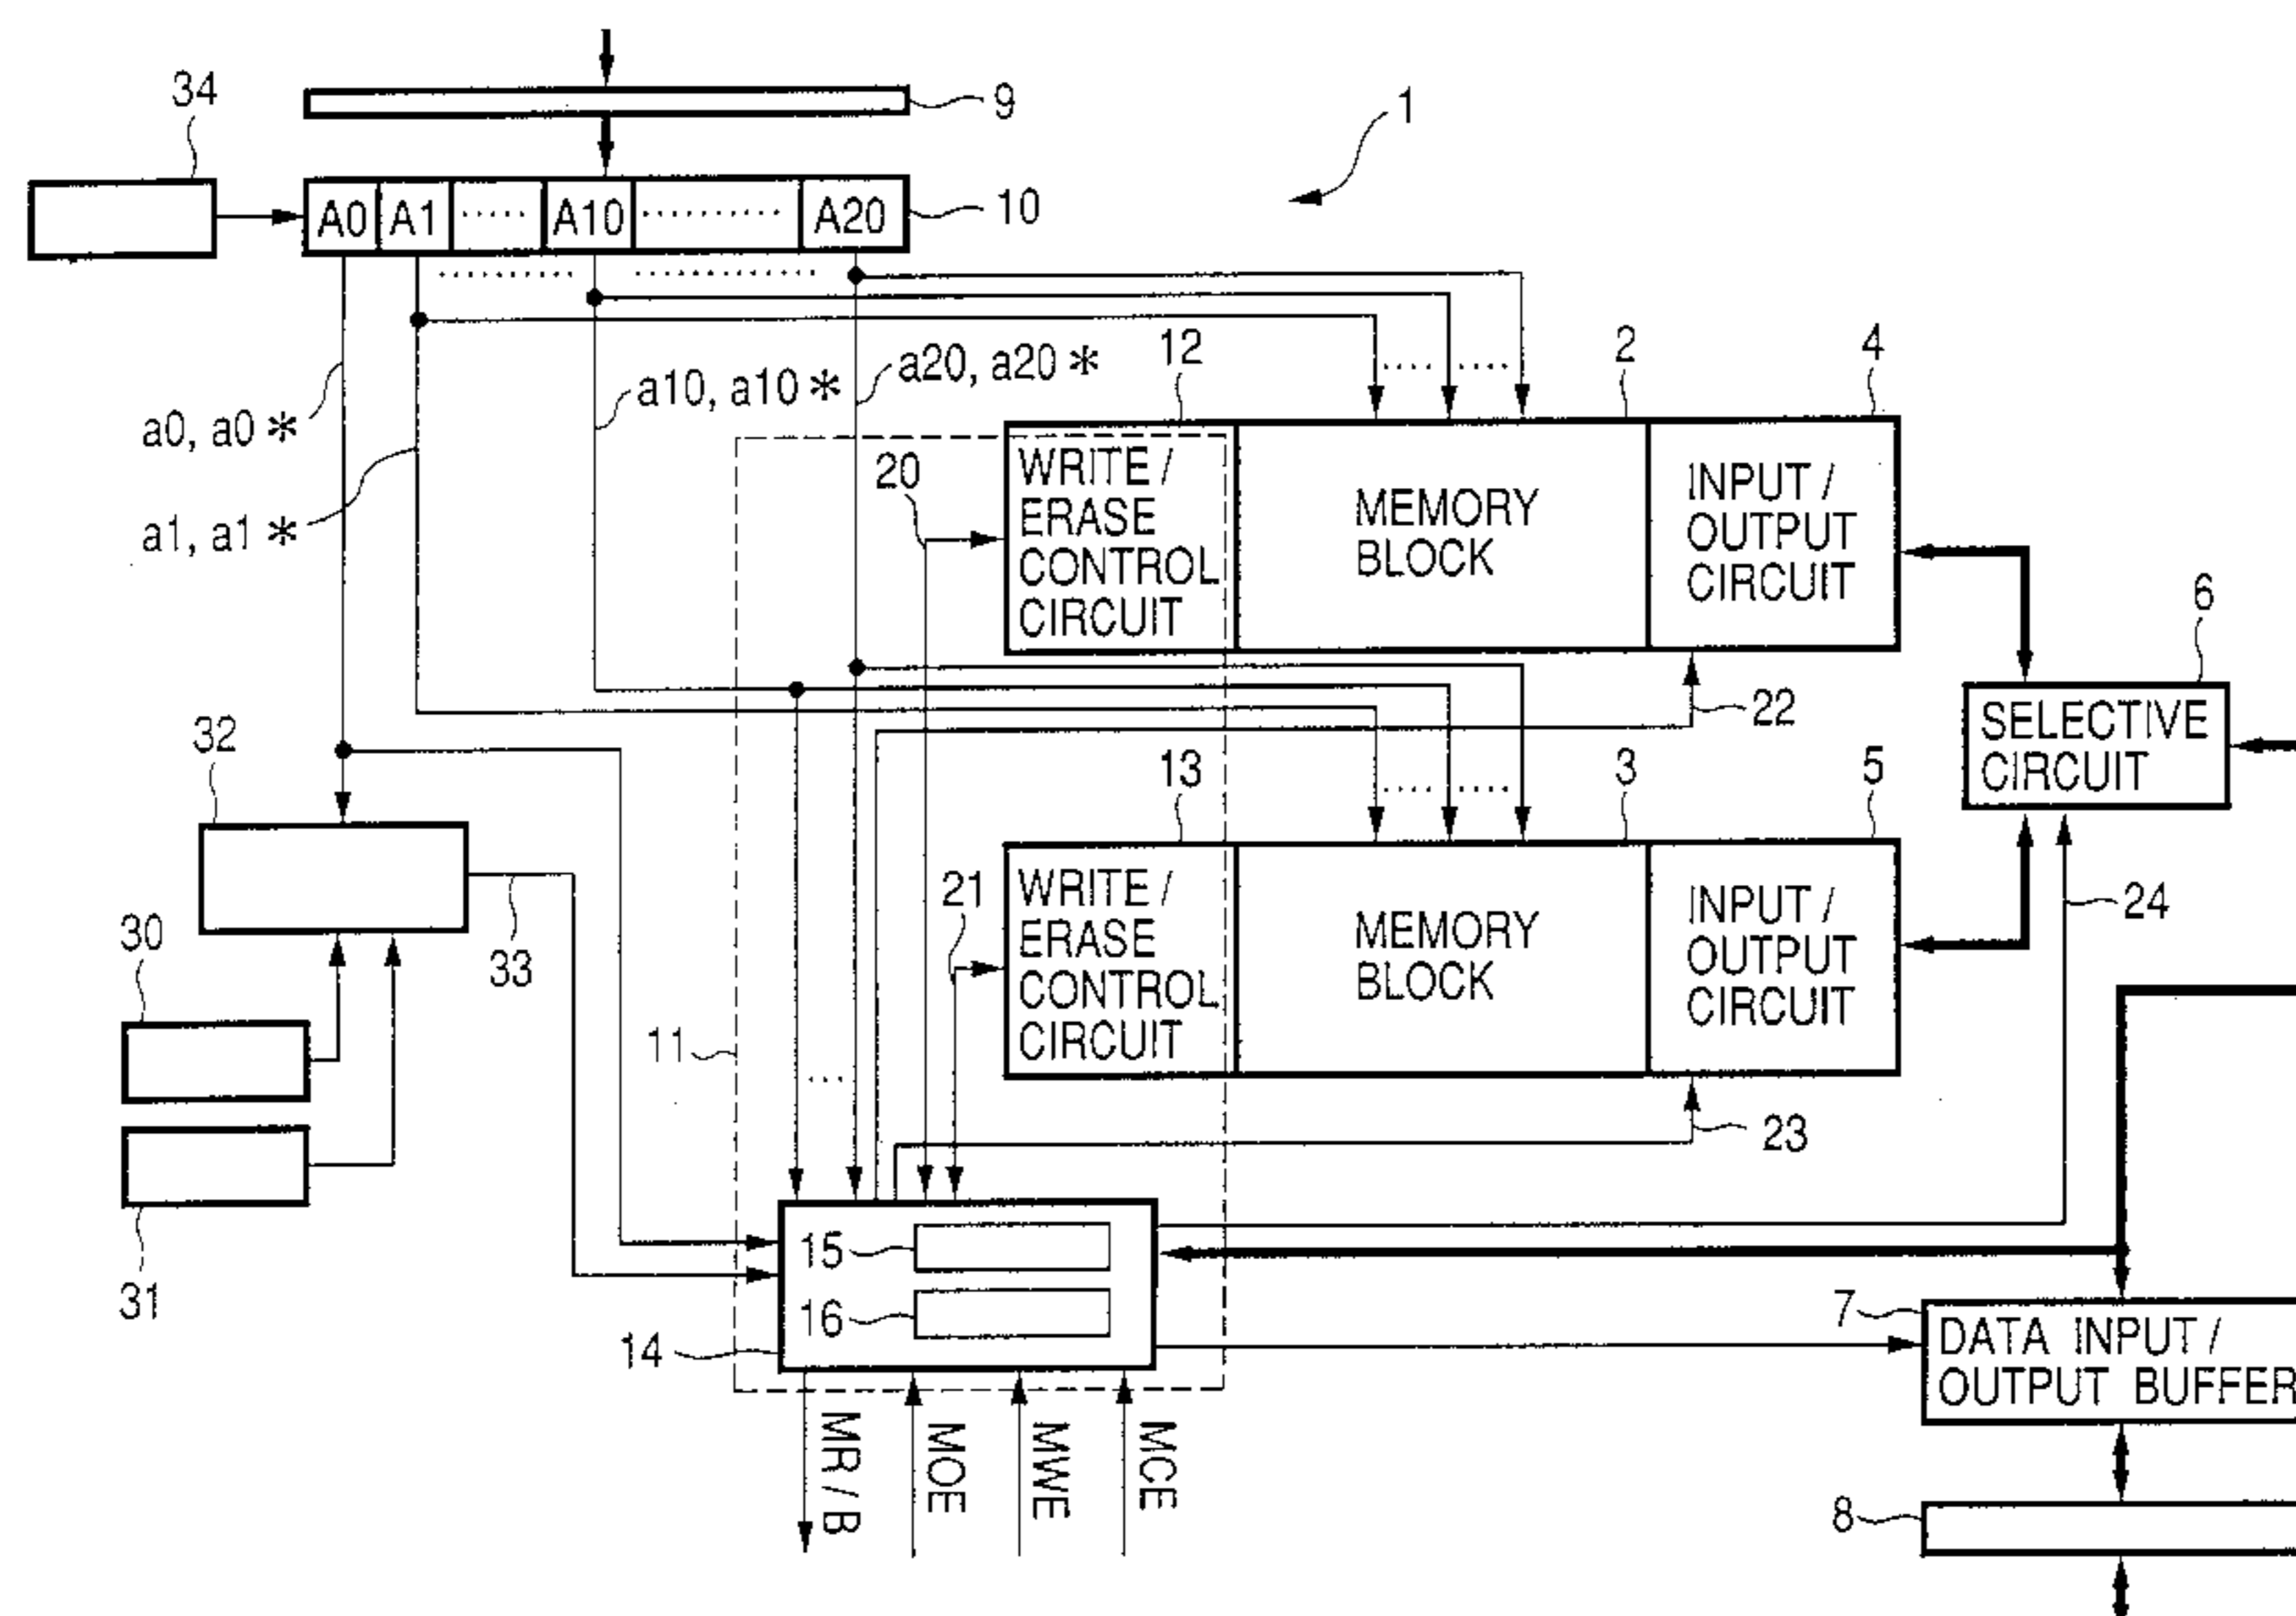 34
9
1
A0 A1 ..... A10 .......... A20
10
12
2
4
a0, a0 *
a10, a10 *
a20, a20 *
a1, a1 *
20
WRITE /
ERASE
CONTROL
CIRCUIT
MEMORY
BLOCK
INPUT /
OUTPUT
CIRCUIT
6
SELECTIVE
CIRCUIT
22
32
13
3
5
21
WRITE /
ERASE
CONTROL
CIRCUIT
MEMORY
BLOCK
INPUT /
OUTPUT
CIRCUIT
24
30
33
11
23
31
15
16
14
7
DATA INPUT /
OUTPUT BUFFER
MR / B
MOE
MWE
MCE
8